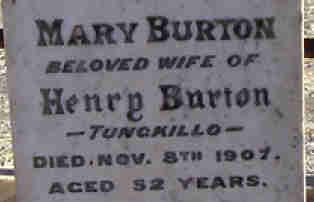 MARY BURTON
BELOVED WIFE OF
Henry Burton
—TUNGKILLO—
DIED. NOV. 8TH 1907.
AGED 52 YEARS.